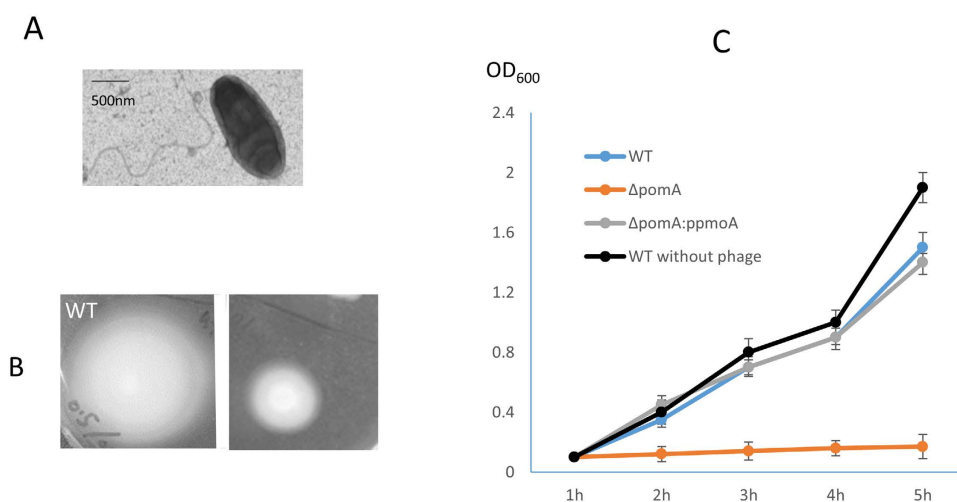 A
500nm
B
WT
C
OD600
2.4
2
1.6
1.2
0.8
0.4
0
WT
ΔpomA
ΔpomA:ppmoA
WT without phage
1h 2h 3h 4h 5h